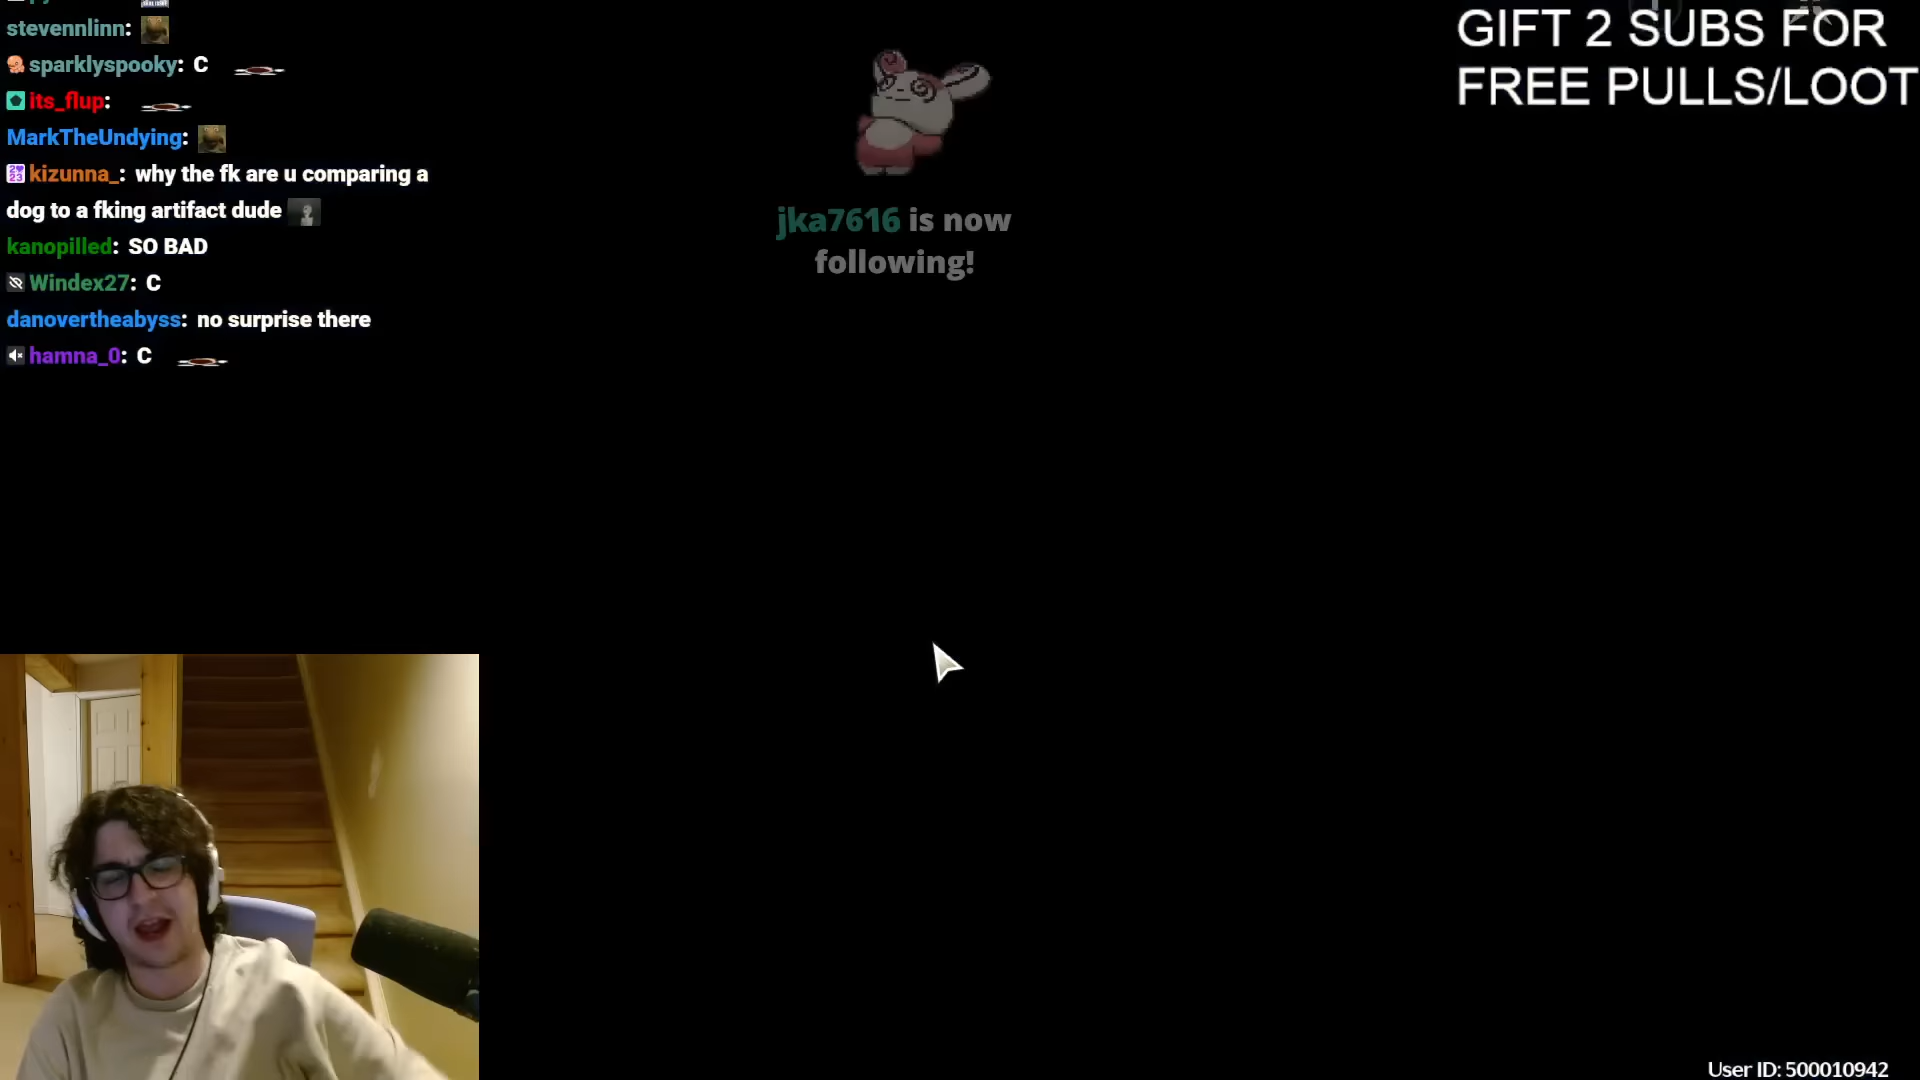 stevennlinn:
sparklyspooky: C
its_flup:
MarkTheUndying:
kizunna_: why the fk are u comparing a
dog to a fking artifact dude
kanopilled: SO BAD
Windex27: C
danovertheabyss: no surprise there
hamna_0: C
jka7616 is now
following!
GIFT 2 SUBS FOR
FREE PULLS/LOOT
User ID: 500010942